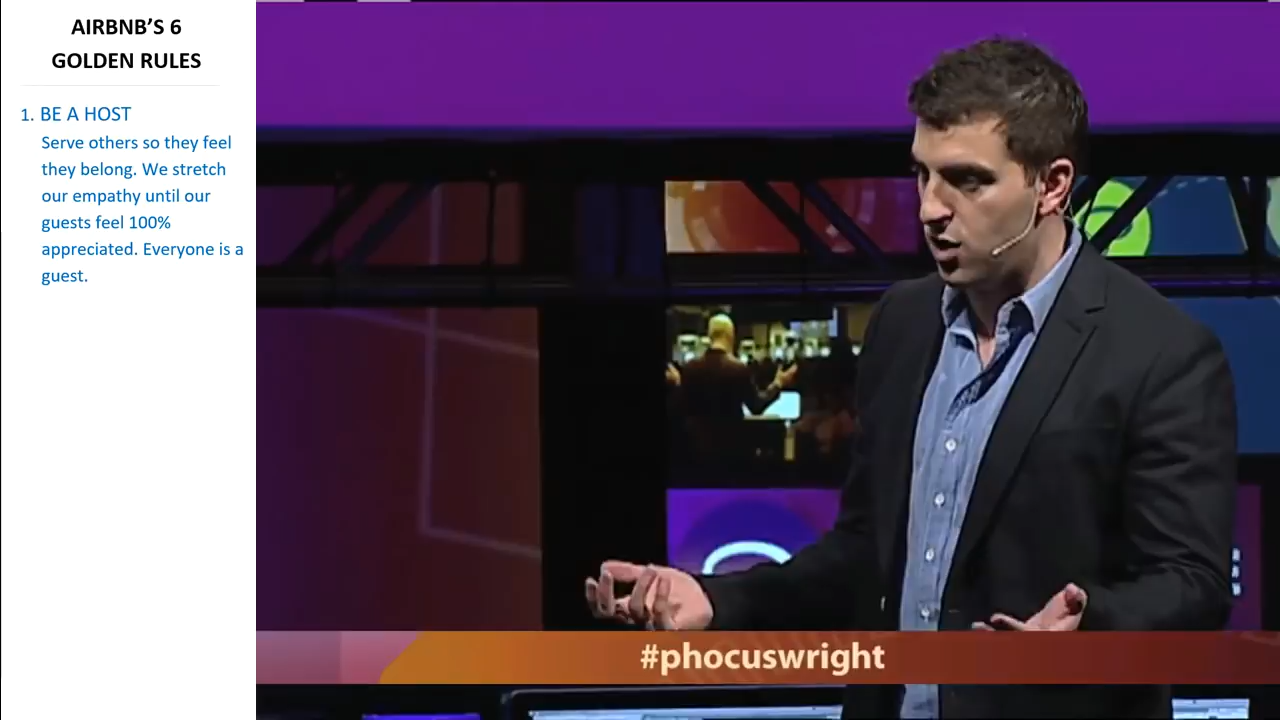 AIRBNB'S 6
GOLDEN RULES
1. BE A HOST
Serve others so they feel
they belong. We stretch
our empathy until our
guests feel 100%
appreciated. Everyone is a
guest.
#phocuswright